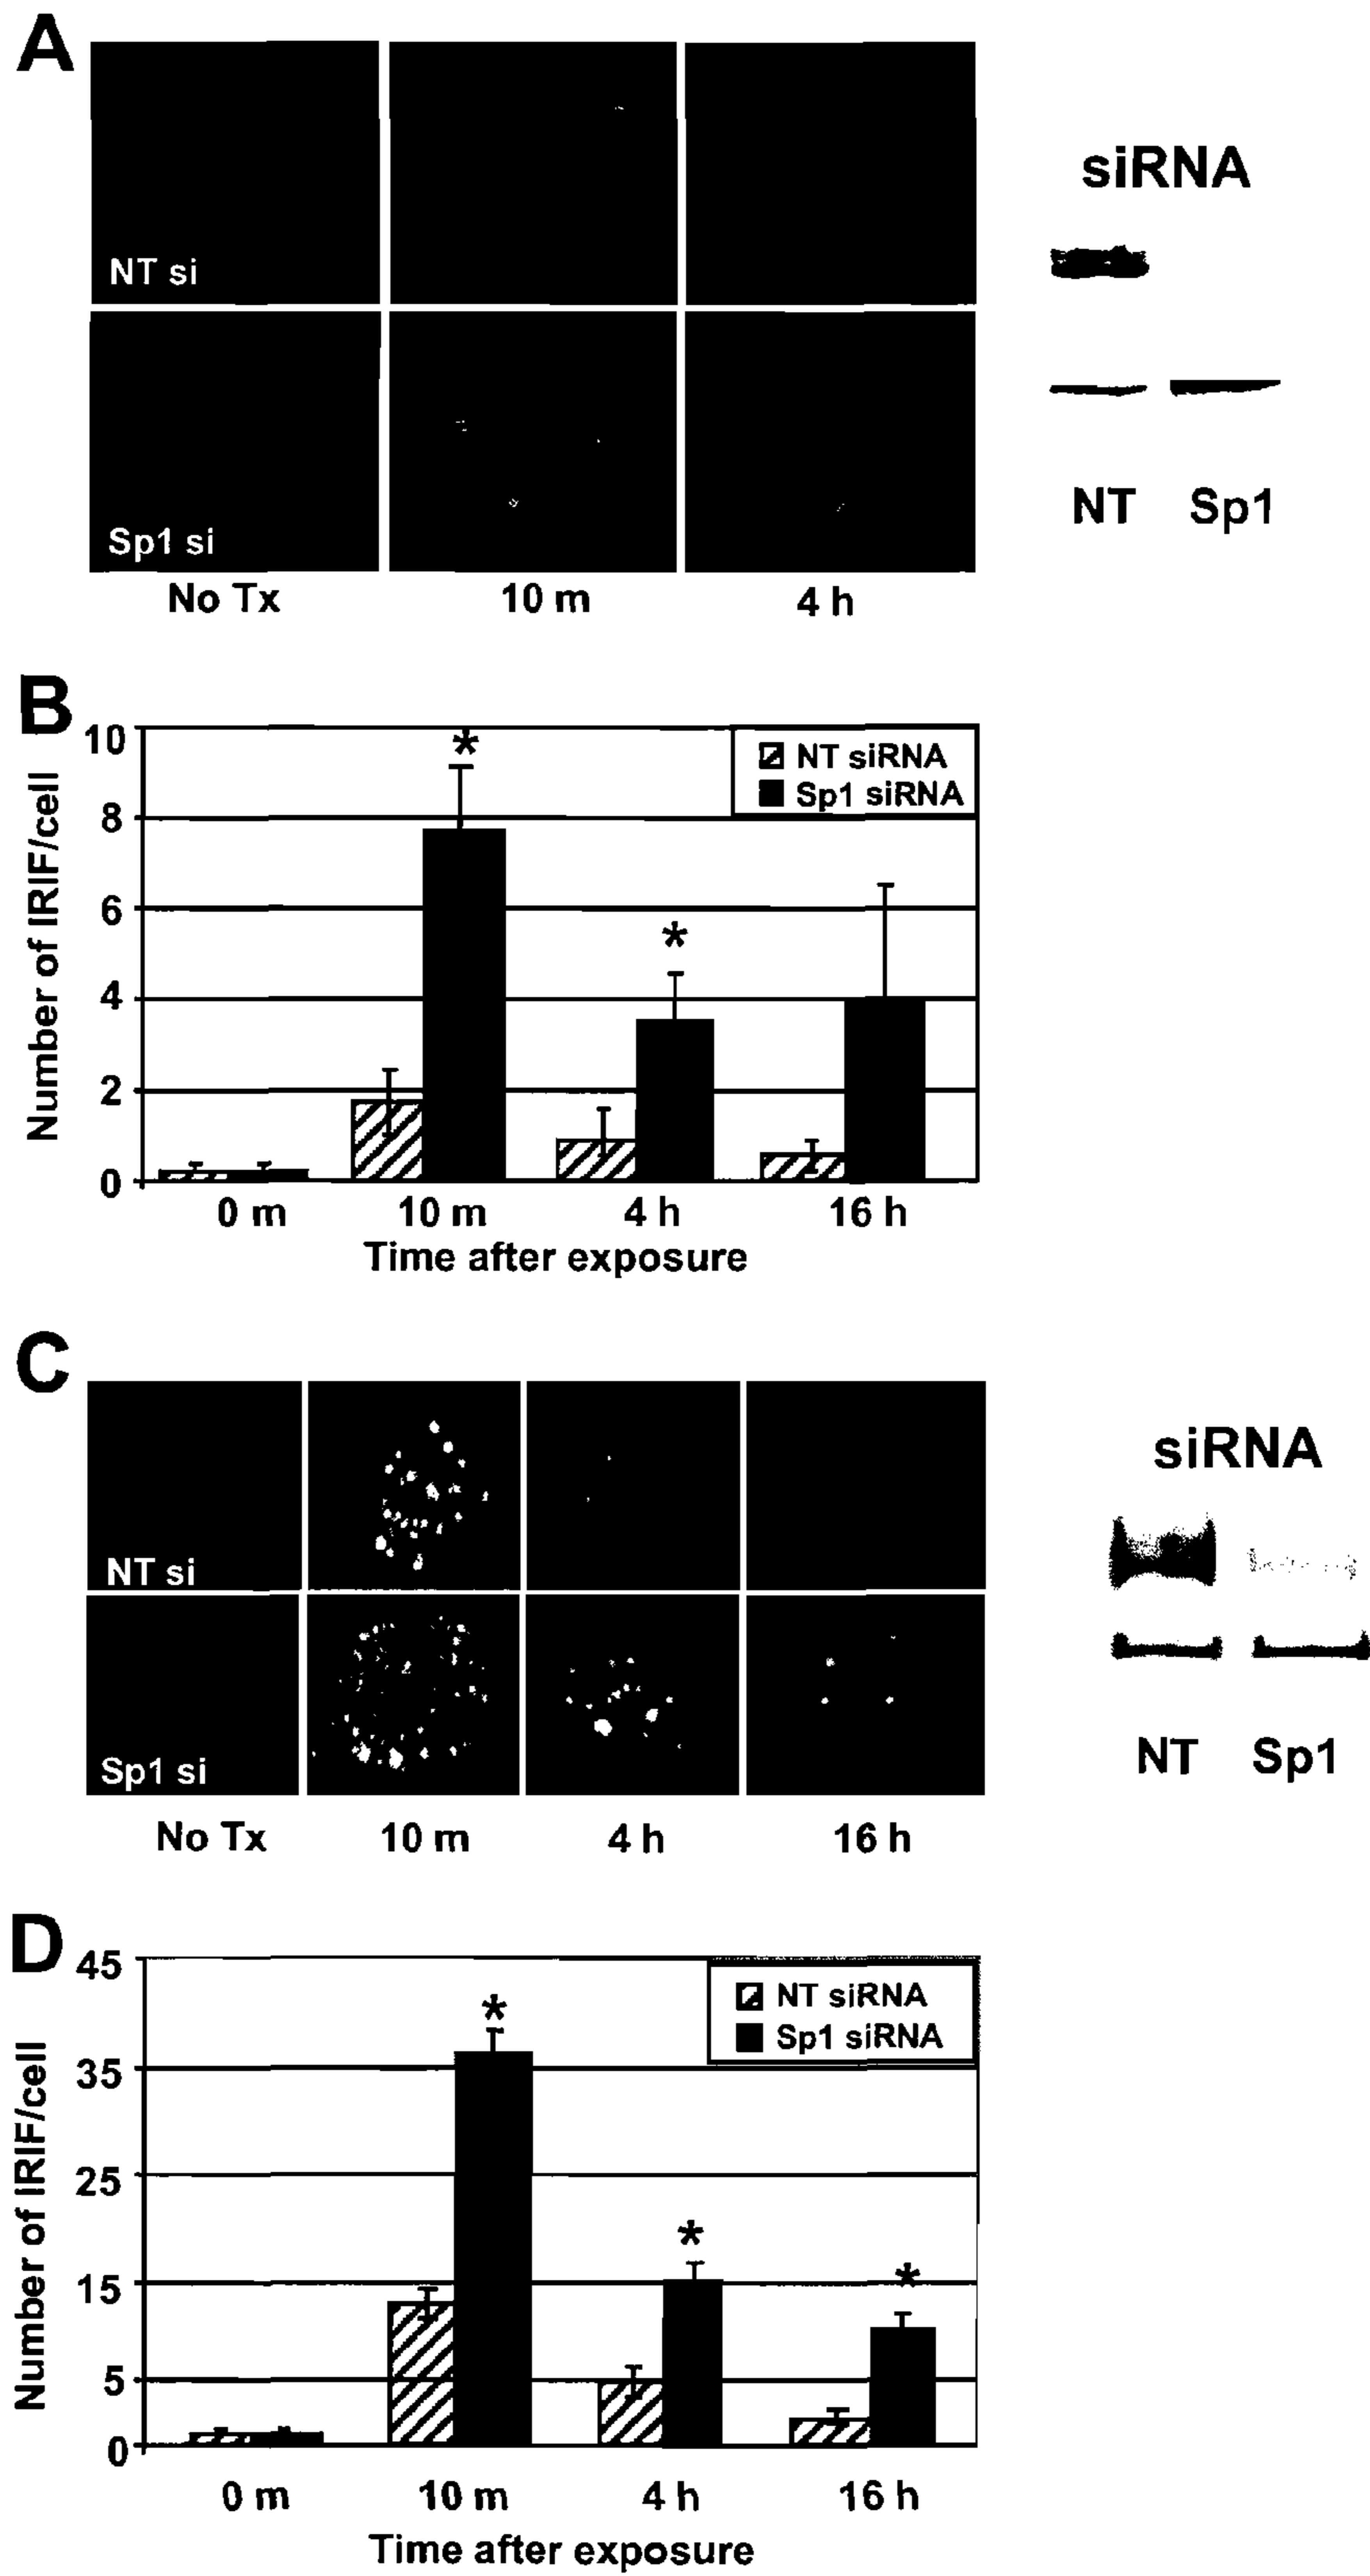 A
siRNA
NT si
Sp1 si
NT Sp1
No Tx 10 m 4 h
B
Number of IRIF/cell
10
8
6
4
2
0
NT siRNA
Sp1 siRNA
*
*
0 m 10 m 4 h 16 h
Time after exposure
C
siRNA
NT si
Sp1 si
NT Sp1
No Tx 10 m 4 h 16 h
D
Number of IRIF/cell
45
35
25
15
5
0
NT siRNA
Sp1 siRNA
*
*
*
0 m 10 m 4 h 16 h
Time after exposure